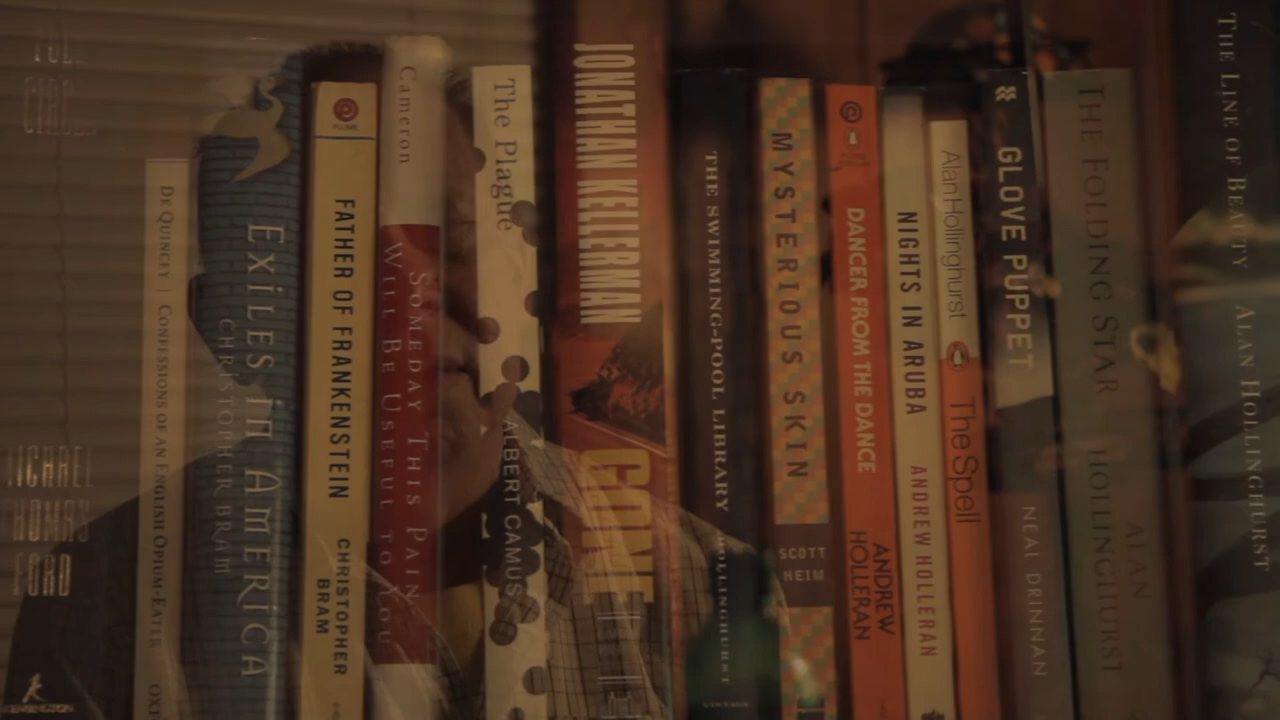 MICHAEL
THOMAS
FORD
KENSINGTON
DE QUINCEY | CONFESSIONS OF AN ENGLISH OPIUM-EATER
EXILES IN AMERICA
CHRISTOPHER BRAM
PLUME
FATHER OF FRANKENSTEIN
CHRISTOPHER
BRAM
Cameron
SOMEDAY THIS PAIN
WILL BE USEFUL TO YOU
The Plague
ALBERT CAMUS
JONATHAN KELLERMAN
GONE
THE SWIMMING-POOL LIBRARY
HOLLINGHURST
VINTAGE
MYSTERIOUS SKIN
SCOTT
HEIM
DANCER FROM THE DANCE
ANDREW
HOLLERAN
NIGHTS IN ARUBA
ANDREW HOLLERAN
Alan Hollinghurst
The Spell
GLOVE PUPPET
NEAL DRINNAN
THE FOLDING STAR
ALAN
HOLLINGHURST
THE LINE OF BEAUTY
ALAN HOLLINGHURST